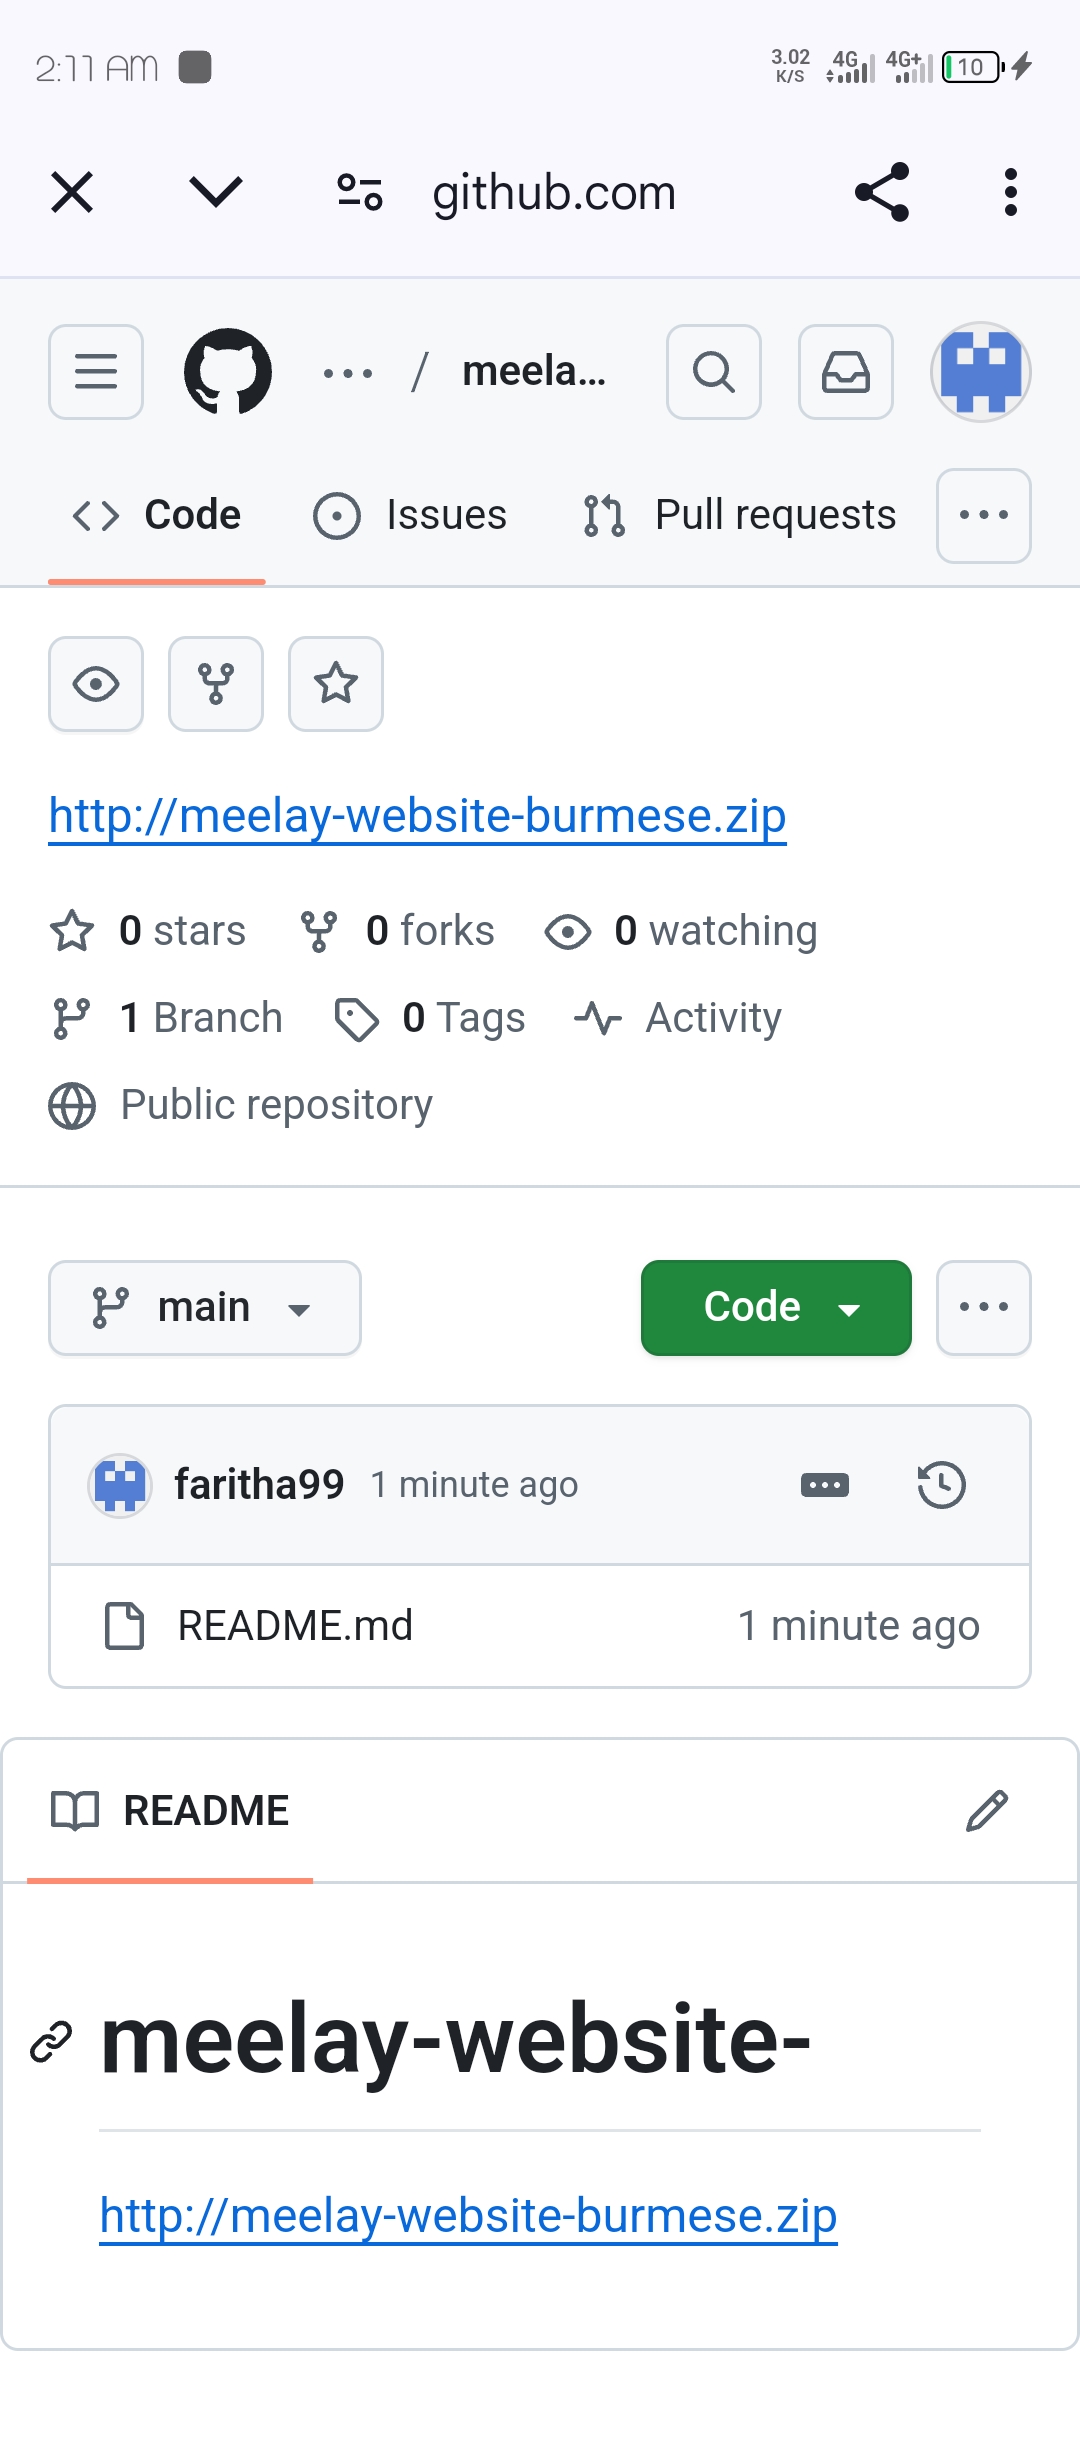 2:11 AM 3.02 K/S 4G 4G+ 10
github.com
... / meela...
Code Issues Pull requests
http://meelay-website-burmese.zip
0 stars 0 forks 0 watching
1 Branch 0 Tags Activity
Public repository
main Code
faritha99 1 minute ago
README.md 1 minute ago
README
meelay-website-
http://meelay-website-burmese.zip